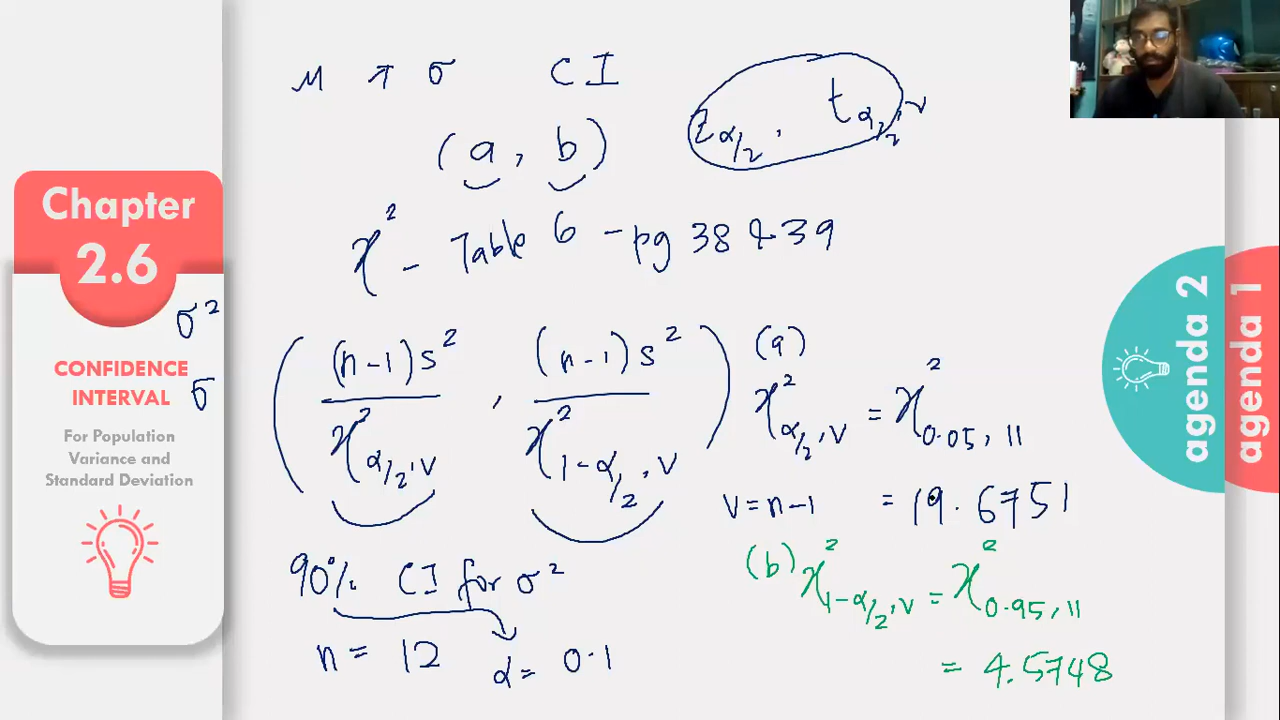 Chapter
2.6
CONFIDENCE
INTERVAL
For Population
Variance and
Standard Deviation
σ²
σ
μ → σ CI
(a, b)
z_{α/2}, t_{α/2, ν}
χ² - Table 6 - pg 38 & 39
( (n-1)s² / χ²_{α/2, ν} , (n-1)s² / χ²_{1-α/2, ν} )
90% CI for σ²
n = 12 α = 0.1
(a)
χ²_{α/2, ν} = χ²_{0.05, 11}
ν = n-1 = 19.6751
(b) χ²_{1-α/2, ν} = χ²_{0.95, 11}
= 4.5748
agenda 2
agenda 1